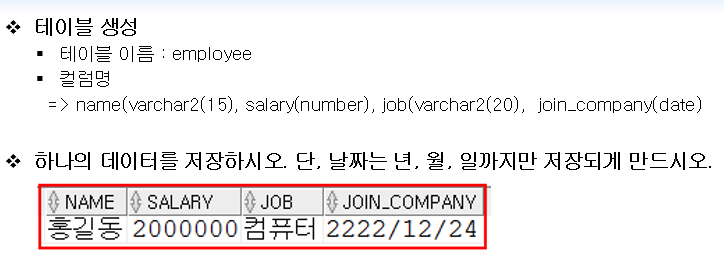 ❖ 테이블 생성
▪ 테이블 이름 : employee
▪ 컬럼명
=> name(varchar2(15), salary(number), job(varchar2(20), join_company(date)
❖ 하나의 데이터를 저장하시오. 단, 날짜는 년, 월, 일까지만 저장되게 만드시오.
NAME SALARY JOB JOIN_COMPANY
홍길동 2000000 컴퓨터 2222/12/24